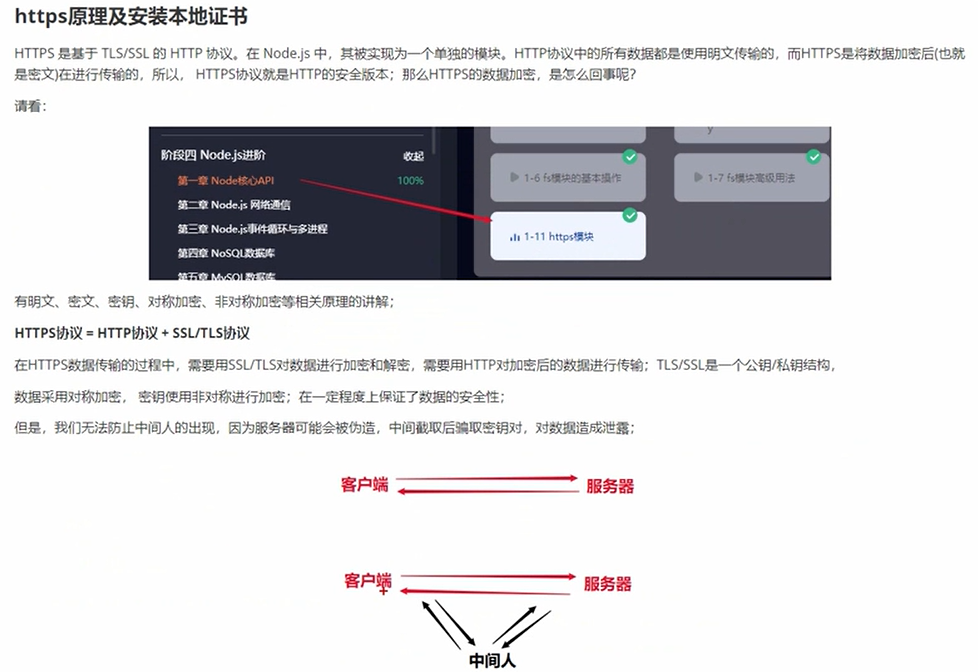 https原理及安装本地证书
HTTPS 是基于 TLS/SSL 的 HTTP 协议。在 Node.js 中，其被实现为一个单独的模块。HTTP协议中的所有数据都是使用明文传输的，而HTTPS是将数据加密后(也就
是密文)在进行传输的，所以， HTTPS协议就是HTTP的安全版本；那么HTTPS的数据加密，是怎么回事呢？
请看：
阶段四 Node.js进阶
收起
第一章 Node核心API
100%
第二章 Node.js 网络通信
第三章 Node.js事件循环与多进程
第四章 NoSQL数据库
第五章 MySQL数据库
y
1-6 fs模块的基本操作
1-7 fs模块高级用法
1-11 https模块
有明文、密文、密钥、对称加密、非对称加密等相关原理的讲解；
HTTPS协议 = HTTP协议 + SSL/TLS协议
在HTTPS数据传输的过程中，需要用SSL/TLS对数据进行加密和解密，需要用HTTP对加密后的数据进行传输；TLS/SSL是一个公钥/私钥结构，
数据采用对称加密， 密钥使用非对称进行加密；在一定程度上保证了数据的安全性；
但是，我们无法防止中间人的出现，因为服务器可能会被伪造，中间截取后骗取密钥对，对数据造成泄露；
客户端
服务器
客户端
服务器
中间人